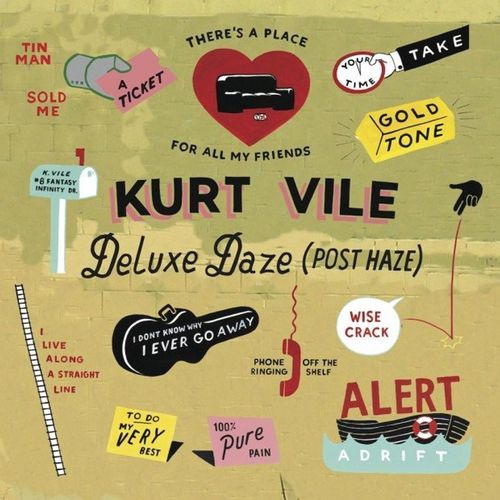 TIN
MAN
SOLD
ME
A
TICKET
THERE'S A PLACE
FOR ALL MY FRIENDS
YOUR
TIME
TAKE
GOLD
TONE
K. VILE
#8 FANTASY
INFINITY DR.
KURT VILE
Deluxe Daze (POST HAZE)
I
LIVE
ALONG
A STRAIGHT
LINE
I DONT KNOW WHY
I EVER GO AWAY
PHONE
RINGING
OFF THE
SHELF
WISE
CRACK
TO DO
MY
VERY
BEST
100%
Pure
PAIN
ALERT
ADRIFT